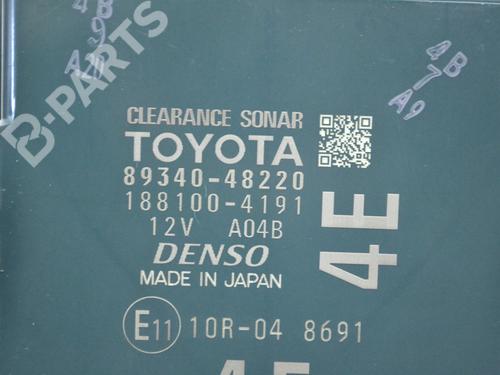 4B
7
A9
B-PARTS
CLEARANCE SONAR
TOYOTA
89340-48220
188100-4191
12V A04B
DENSO
MADE IN JAPAN
4E
E11 10R-04 8691